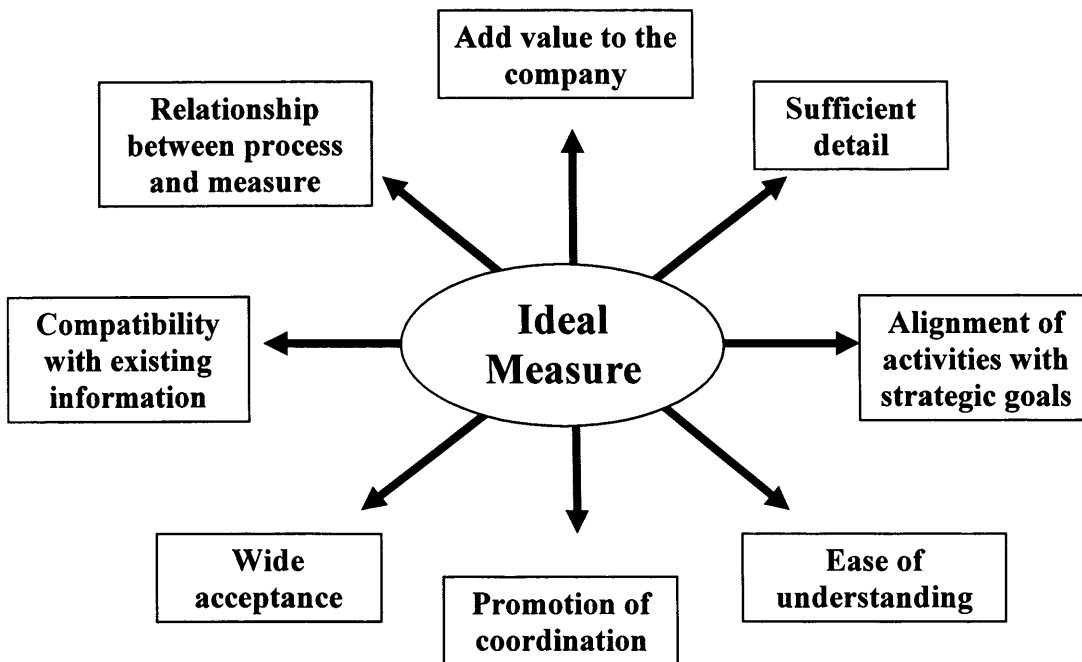 Add value to the
company
Sufficient
detail
Relationship
between process
and measure
Ideal
Measure
Compatibility
with existing
information
Alignment of
activities with
strategic goals
Wide
acceptance
Promotion of
coordination
Ease of
understanding